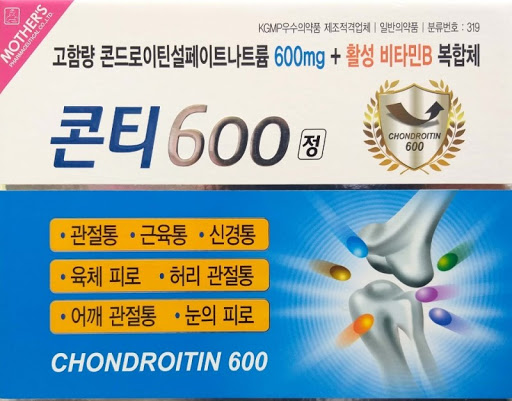 MOTHER'S
PHARMACEUTICAL CO., LTD.
KGMP우수의약품 제조적격업체 | 일반의약품 | 분류번호 : 319
고함량 콘드로이틴설페이트나트륨 600mg + 활성 비타민B 복합체
콘티600 정
CHONDROITIN
600
· 관절통 · 근육통 · 신경통
· 육체 피로 · 허리 관절통
· 어깨 관절통 · 눈의 피로
CHONDROITIN 600